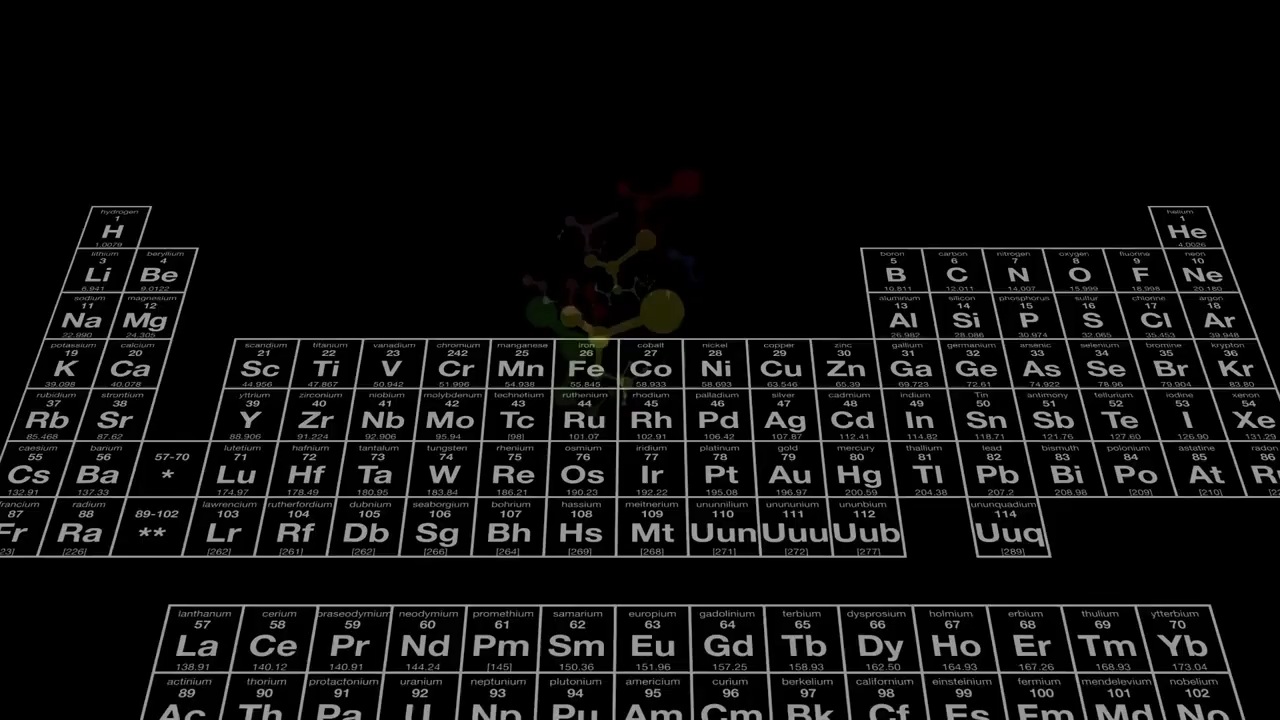 hydrogen helium
1 1
H He
1.0079 4.0026
lithium beryllium boron carbon nitrogen oxygen fluorine neon
3 4 5 6 7 8 9 10
Li Be B C N O F Ne
6.941 9.0122 10.811 12.011 14.007 15.999 18.998 20.180
sodium magnesium aluminum silicon phosphorus sulfur chlorine argon
11 12 13 14 15 16 17 18
Na Mg Al Si P S Cl Ar
22.990 24.305 26.982 28.086 30.974 32.065 35.453 39.948
potassium calcium scandium titanium vanadium chromium manganese iron cobalt nickel copper zinc gallium germanium arsenic selenium bromine krypton
19 20 21 22 23 242 25 26 27 28 29 30 31 32 33 34 35 36
K Ca Sc Ti V Cr Mn Fe Co Ni Cu Zn Ga Ge As Se Br Kr
39.098 40.078 44.956 47.867 50.942 51.996 54.938 55.845 58.933 58.693 63.546 65.39 69.723 72.61 74.922 78.96 79.904 83.80
rubidium strontium yttrium zirconium niobium molybdenum technetium ruthenium rhodium palladium silver cadmium indium Tin antimony tellurium iodine xenon
37 38 39 40 41 42 43 44 45 46 47 48 49 50 51 52 53 54
Rb Sr Y Zr Nb Mo Tc Ru Rh Pd Ag Cd In Sn Sb Te I Xe
85.468 87.62 88.906 91.224 92.906 95.94 [98] 101.07 102.91 106.42 107.87 112.41 114.82 118.71 121.76 127.60 126.90 131.29
caesium barium 57-70 lutetium hafnium tantalum tungsten rhenium osmium iridium platinum gold mercury thallium lead bismuth polonium astatine radon
55 56 71 72 73 74 75 76 77 78 79 80 81 82 83 84 85 86
Cs Ba * Lu Hf Ta W Re Os Ir Pt Au Hg Tl Pb Bi Po At R
132.91 137.33 174.97 178.49 180.95 183.84 186.21 190.23 192.22 195.08 196.97 200.59 204.38 207.2 208.98 [209] [210]
francium radium 89-102 lawrencium rutherfordium dubnium seaborgium bohrium hassium meitnerium ununnilium unununium ununbium ununquadium
87 88 103 104 105 106 107 108 109 110 111 112 114
Fr Ra ** Lr Rf Db Sg Bh Hs Mt Uun Uuu Uub Uuq
23] [226] [262] [261] [262] [266] [264] [269] [268] [271] [272] [277] [289]
lanthanum cerium praseodymium neodymium promethium samarium europium gadolinium terbium dysprosium holmium erbium thulium ytterbium
57 58 59 60 61 62 63 64 65 66 67 68 69 70
La Ce Pr Nd Pm Sm Eu Gd Tb Dy Ho Er Tm Yb
138.91 140.12 140.91 144.24 [145] 150.36 151.96 157.25 158.93 162.50 164.93 167.26 168.93 173.04
actinium thorium protactinium uranium neptunium plutonium americium curium berkelium californium einsteinium fermium mendelevium nobelium
89 90 91 92 93 94 95 96 97 98 99 100 101 102
Ac Th Pa U Np Pu Am Cm Bk Cf Es Fm Md No